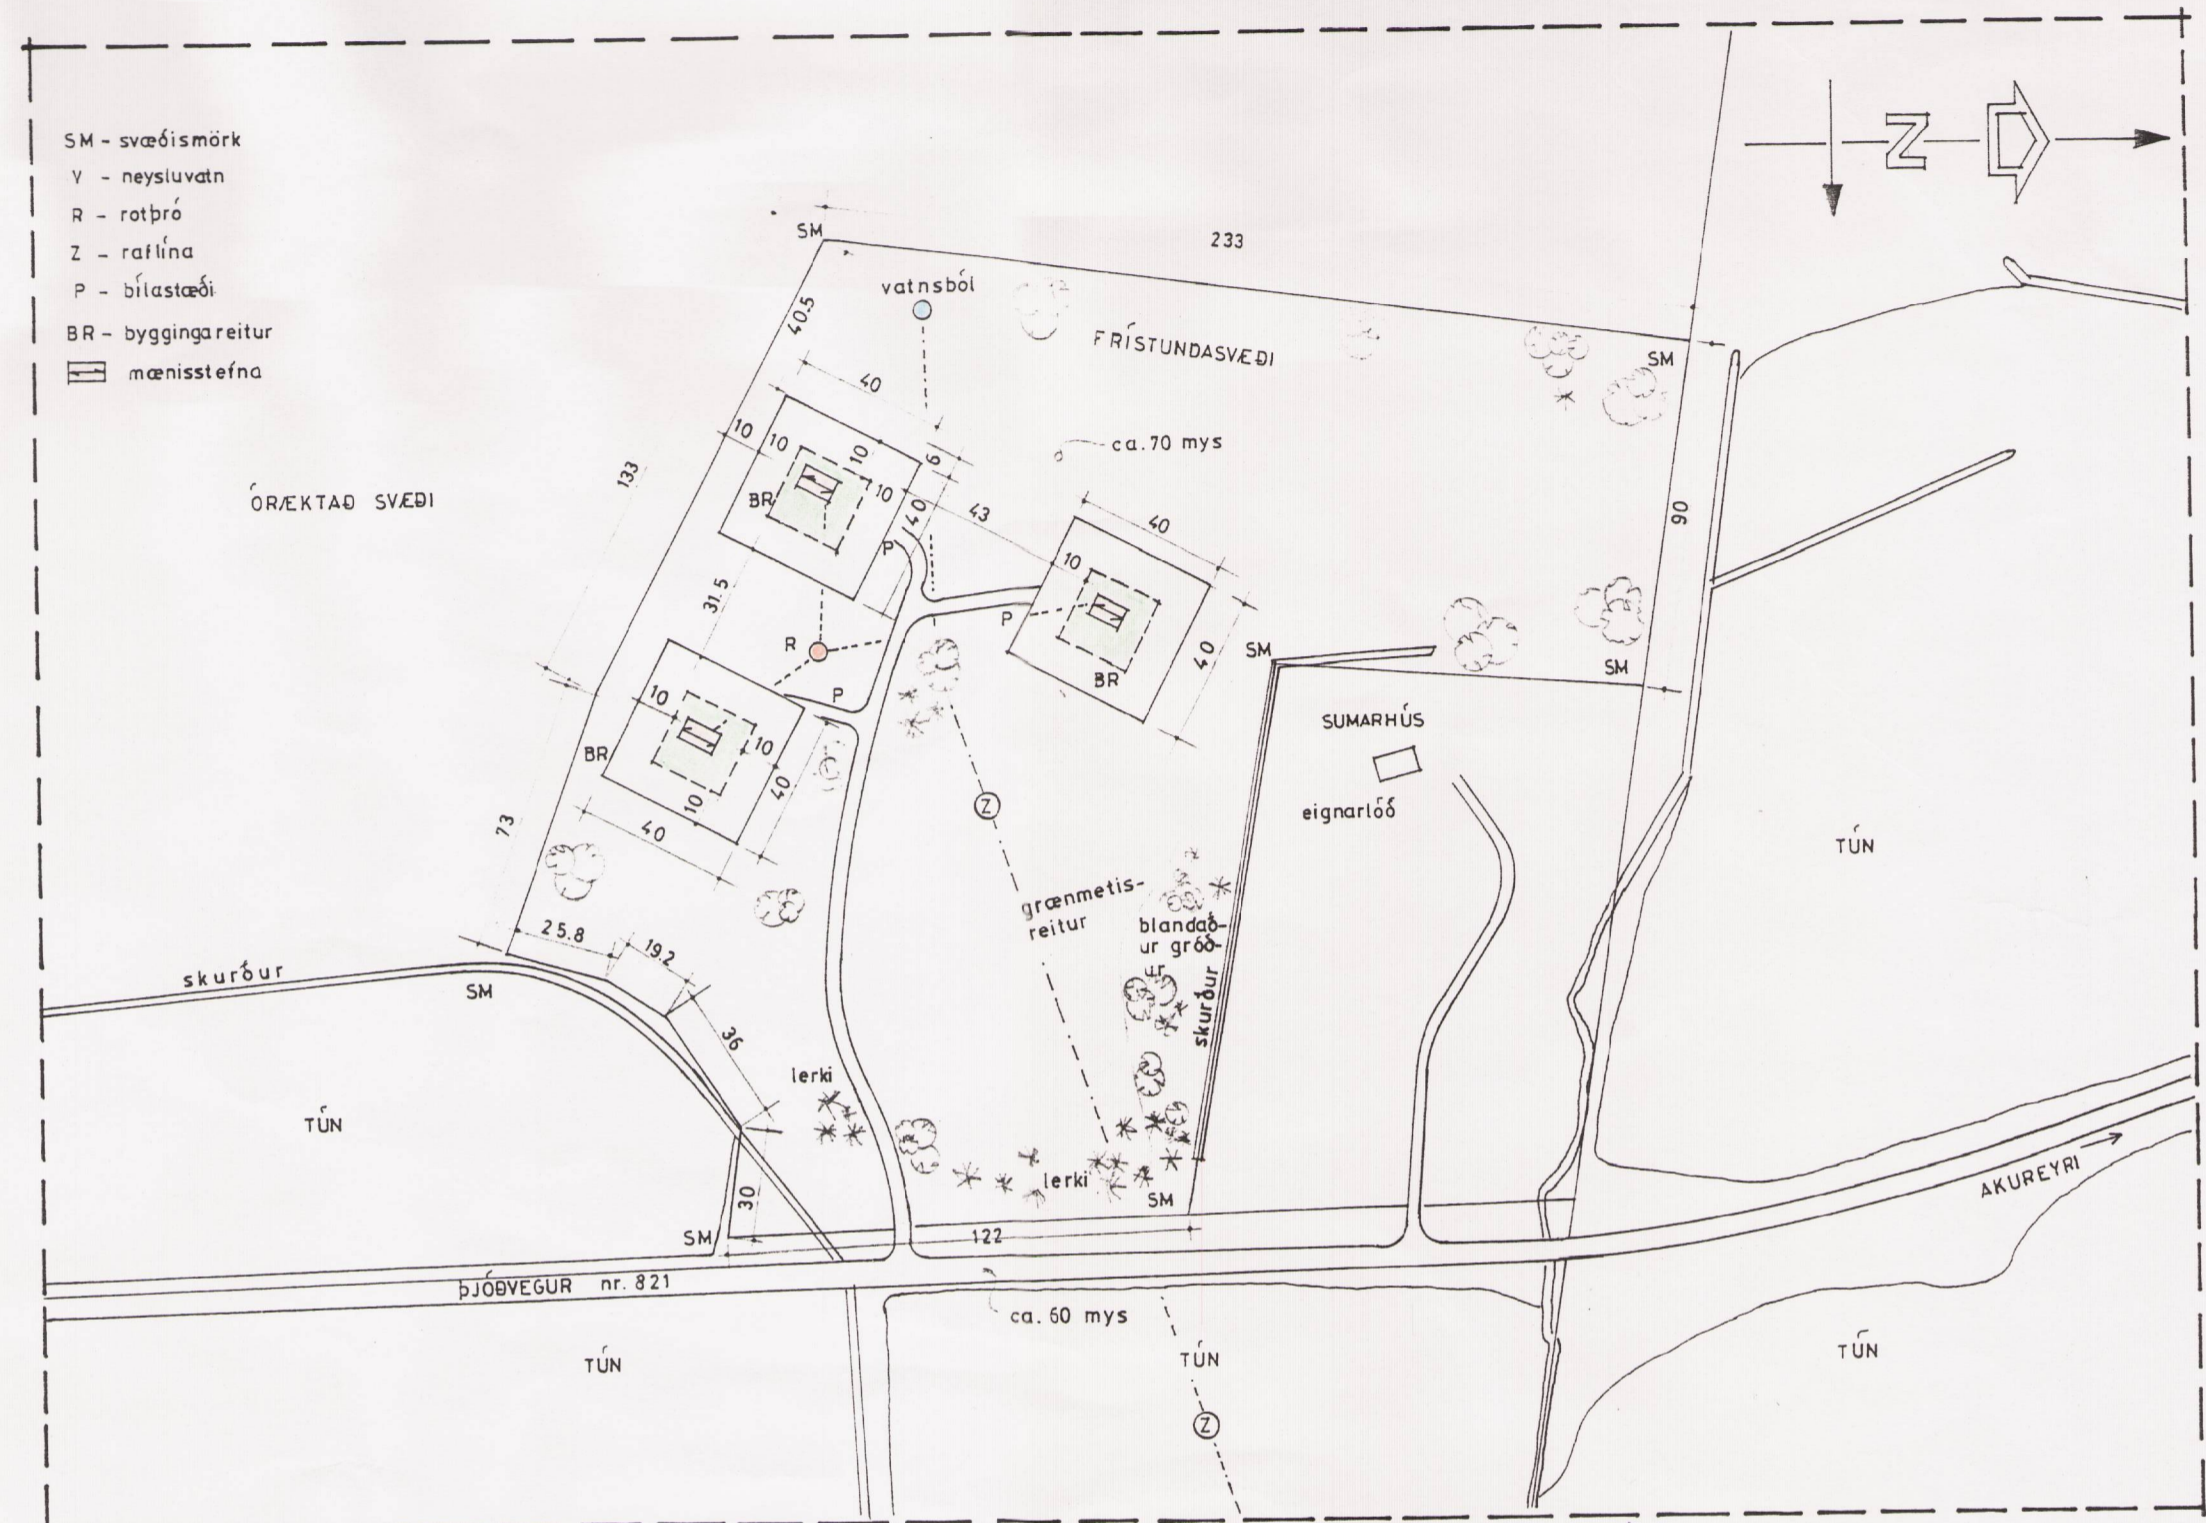 SM - svæðismörk
V - neysluvatn
R - rotþró
Z - raflína
P - bílastæði
BR - byggingareitur
mænisstefna
N
SM
233
vatnsból
40.5
FRÍSTUNDASVÆÐI
SM
40
10
10
10
6
ca. 70 mys
133
ÓRÆKTAÐ SVÆÐI
BR
10
40
43
40
90
P
10
31.5
P
40
R
SM
SM
BR
10
P
SUMARHÚS
10
BR
40
10
40
Z
eignarlóð
73
TÚN
grænmetis-
reitur
blandað-
ur gróð-
ur
25.8
19.2
skurður
SM
skurður
36
lerki
TÚN
lerki
SM
30
AKUREYRI
SM
122
ÞJÓÐVEGUR nr. 821
ca. 60 mys
TÚN
TÚN
TÚN
Z